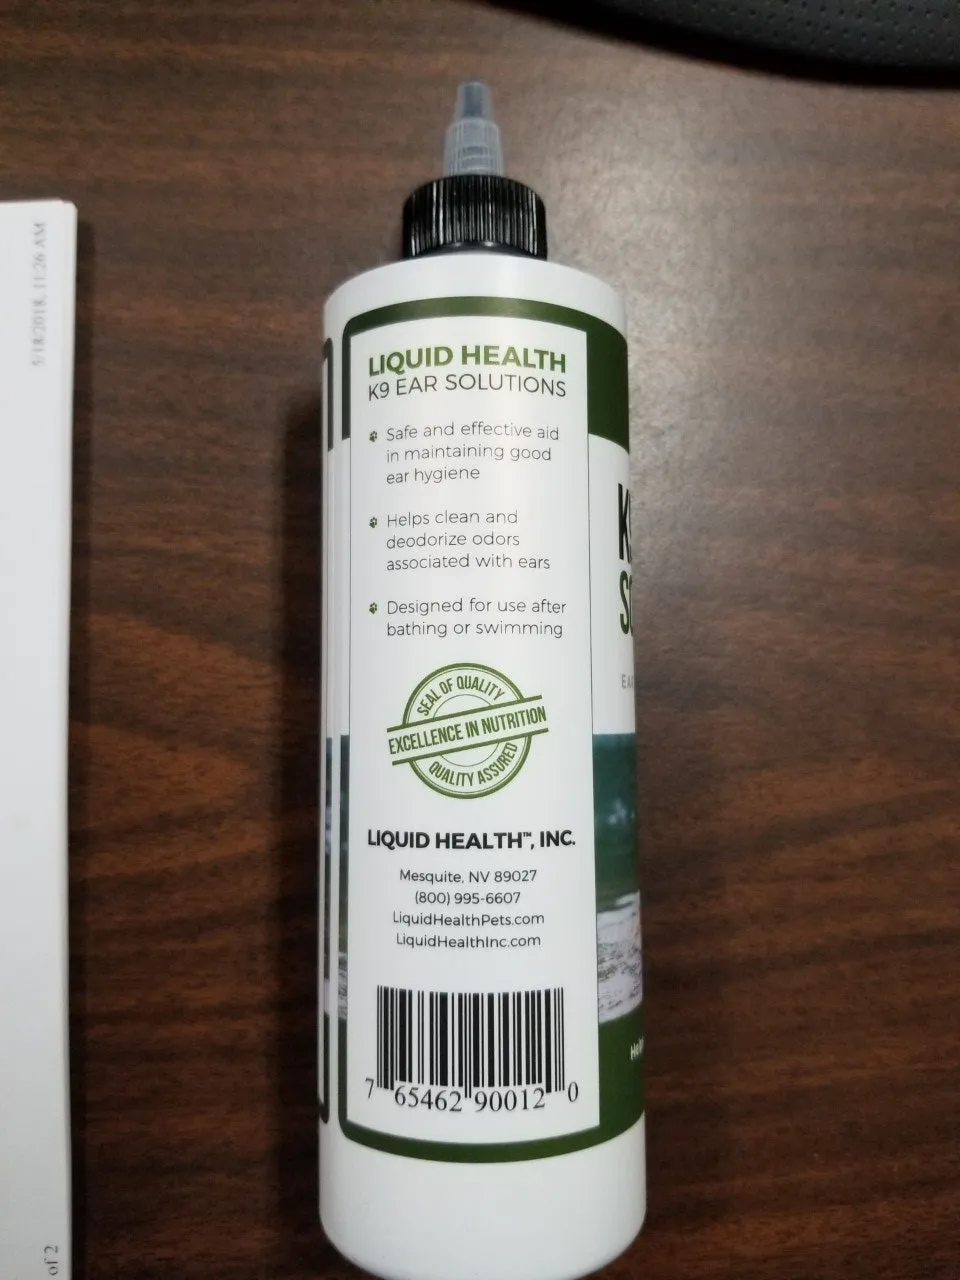 5/18/2018, 11:26 AM
of 2
LIQUID HEALTH
K9 EAR SOLUTIONS
Safe and effective aid
in maintaining good
ear hygiene
Helps clean and
deodorize odors
associated with ears
Designed for use after
bathing or swimming
SEAL OF QUALITY
EXCELLENCE IN NUTRITION
QUALITY ASSURED
LIQUID HEALTH™, INC.
Mesquite, NV 89027
(800) 995-6607
LiquidHealthPets.com
LiquidHealthInc.com
7 65462 90012 0